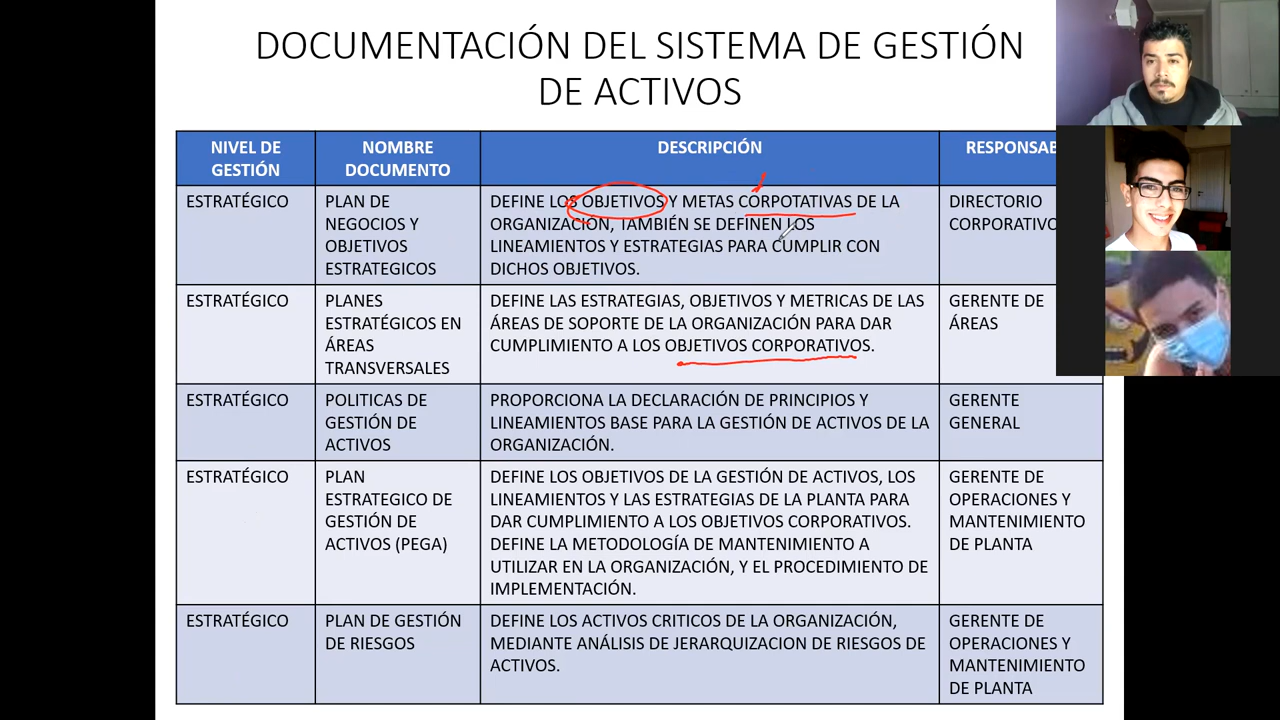 DOCUMENTACIÓN DEL SISTEMA DE GESTIÓN
DE ACTIVOS
NIVEL DE
GESTIÓN
NOMBRE
DOCUMENTO
DESCRIPCIÓN
RESPONSAB
ESTRATÉGICO
PLAN DE
NEGOCIOS Y
OBJETIVOS
ESTRATEGICOS
DEFINE LOS OBJETIVOS Y METAS CORPOTATIVAS DE LA
ORGANIZACIÓN, TAMBIÉN SE DEFINEN LOS
LINEAMIENTOS Y ESTRATEGIAS PARA CUMPLIR CON
DICHOS OBJETIVOS.
DIRECTORIO
CORPORATIVO
ESTRATÉGICO
PLANES
ESTRATÉGICOS EN
ÁREAS
TRANSVERSALES
DEFINE LAS ESTRATEGIAS, OBJETIVOS Y METRICAS DE LAS
ÁREAS DE SOPORTE DE LA ORGANIZACIÓN PARA DAR
CUMPLIMIENTO A LOS OBJETIVOS CORPORATIVOS.
GERENTE DE
ÁREAS
ESTRATÉGICO
POLITICAS DE
GESTIÓN DE
ACTIVOS
PROPORCIONA LA DECLARACIÓN DE PRINCIPIOS Y
LINEAMIENTOS BASE PARA LA GESTIÓN DE ACTIVOS DE LA
ORGANIZACIÓN.
GERENTE
GENERAL
ESTRATÉGICO
PLAN
ESTRATEGICO DE
GESTIÓN DE
ACTIVOS (PEGA)
DEFINE LOS OBJETIVOS DE LA GESTIÓN DE ACTIVOS, LOS
LINEAMIENTOS Y LAS ESTRATEGIAS DE LA PLANTA PARA
DAR CUMPLIMIENTO A LOS OBJETIVOS CORPORATIVOS.
DEFINE LA METODOLOGÍA DE MANTENIMIENTO A
UTILIZAR EN LA ORGANIZACIÓN, Y EL PROCEDIMIENTO DE
IMPLEMENTACIÓN.
GERENTE DE
OPERACIONES Y
MANTENIMIENTO
DE PLANTA
ESTRATÉGICO
PLAN DE GESTIÓN
DE RIESGOS
DEFINE LOS ACTIVOS CRITICOS DE LA ORGANIZACIÓN,
MEDIANTE ANÁLISIS DE JERARQUIZACION DE RIESGOS DE
ACTIVOS.
GERENTE DE
OPERACIONES Y
MANTENIMIENTO
DE PLANTA